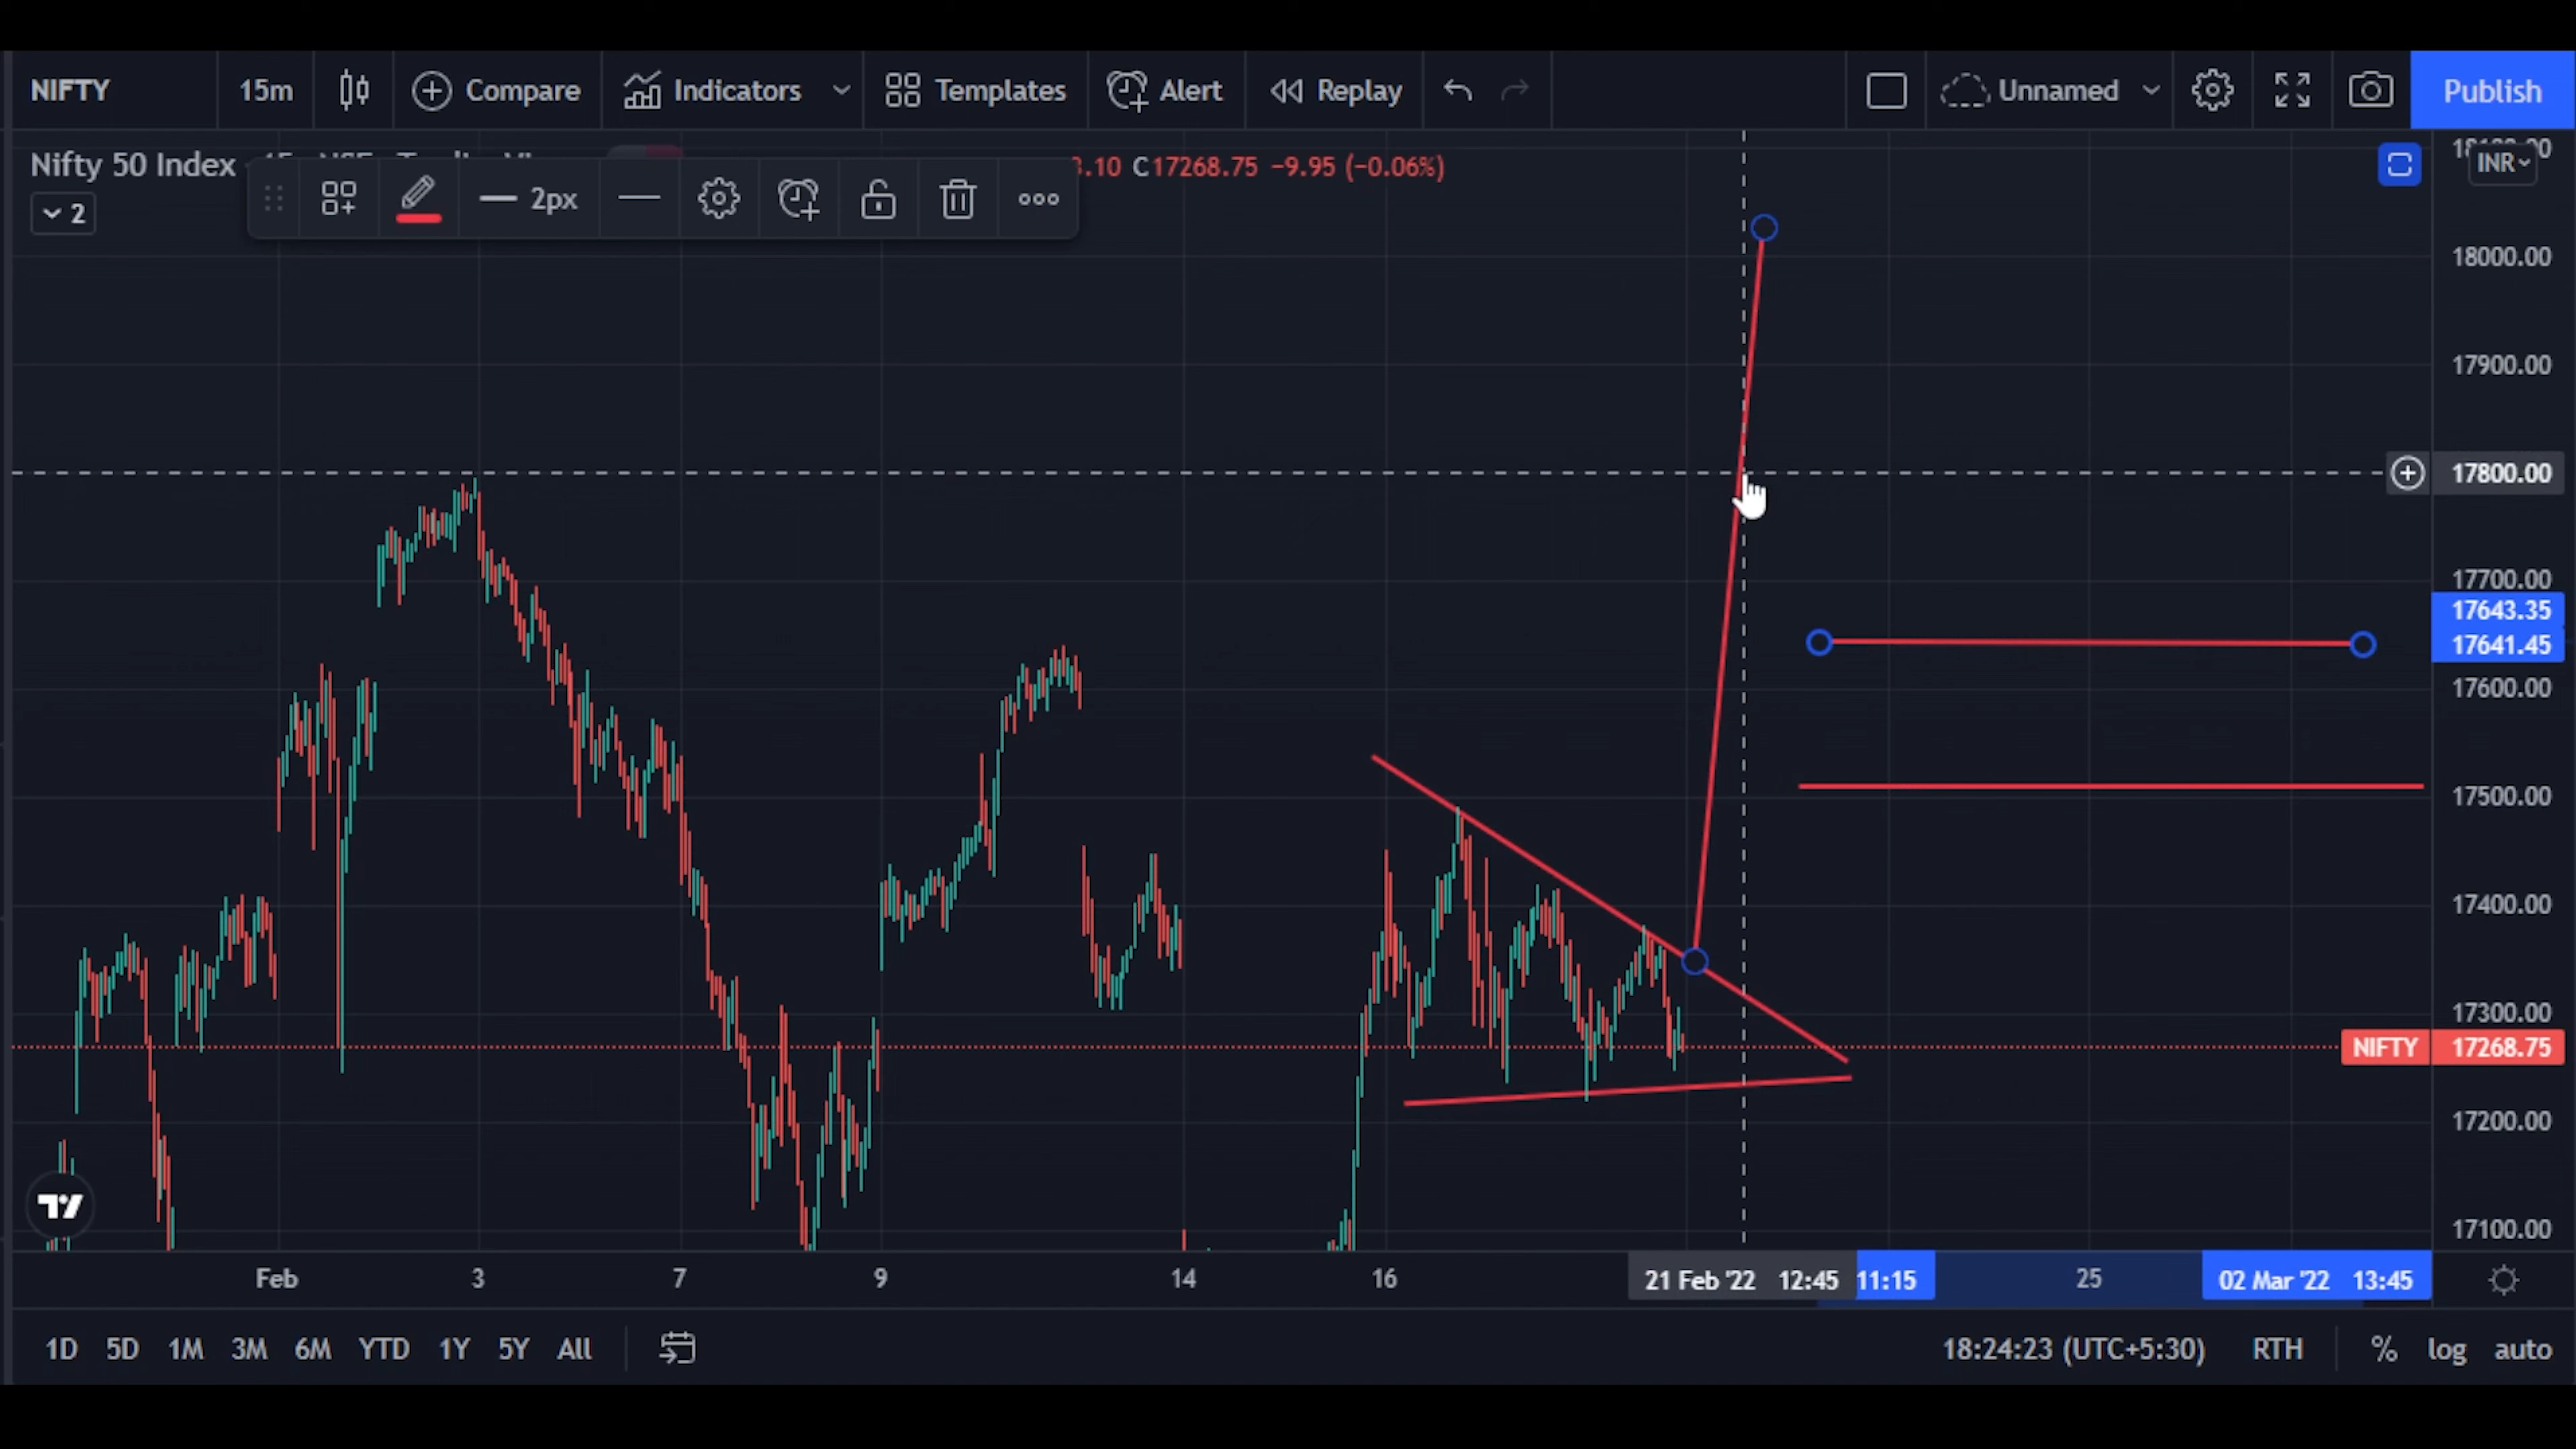 NIFTY 15m Compare Indicators Templates Alert Replay Unnamed Publish
Nifty 50 Index 3.10 C17268.75 −9.95 (−0.06%)
INR
2
2px
18000.00
17900.00
17800.00
17700.00
17643.35
17641.45
17600.00
17500.00
17400.00
17300.00
NIFTY 17268.75
17200.00
17100.00
Feb 3 7 9 14 16 21 Feb '22 12:45 11:15 25 02 Mar '22 13:45
1D 5D 1M 3M 6M YTD 1Y 5Y All 18:24:23 (UTC+5:30) RTH % log auto